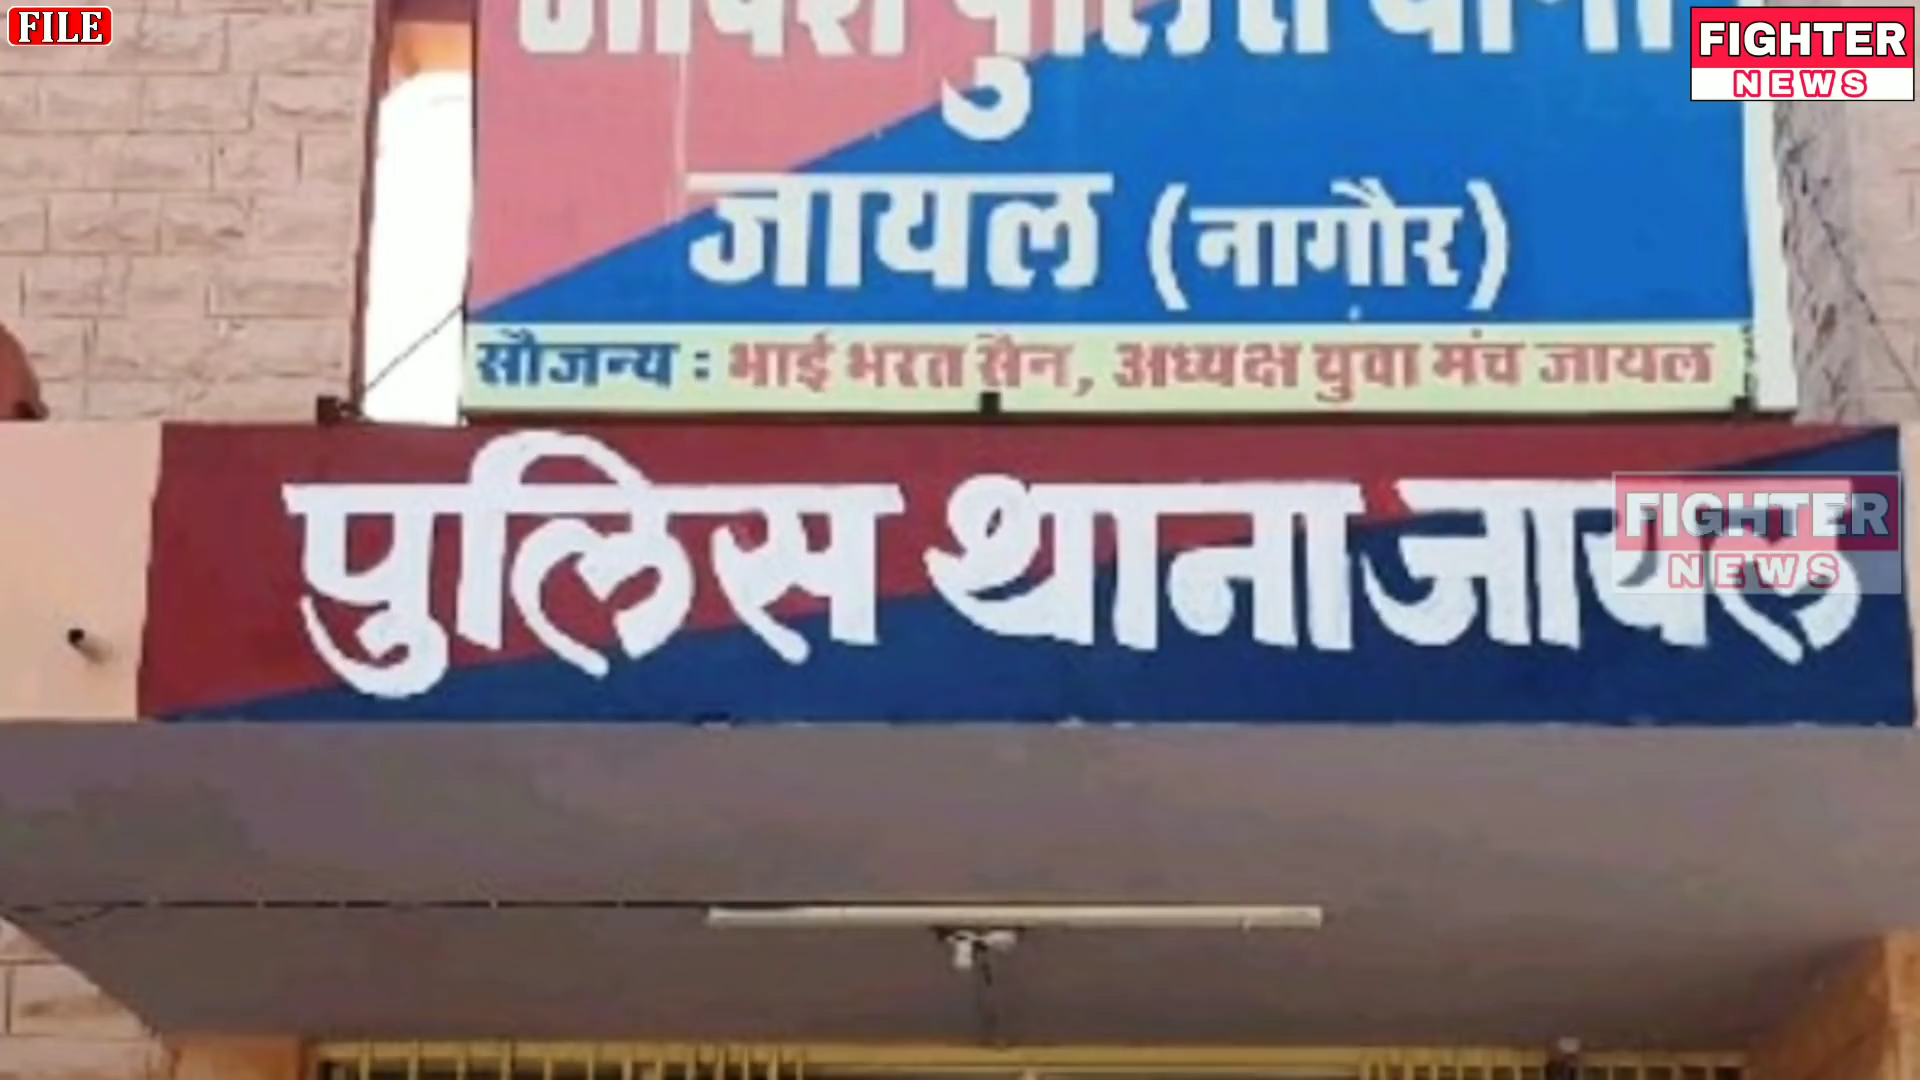 FILE
FIGHTER
NEWS
पुलिस थाना
जायल (नागौर)
सौजन्य : भाई भरत सैन, अध्यक्ष युवा मंच जायल
पुलिस थाना जायल
FIGHTER
NEWS